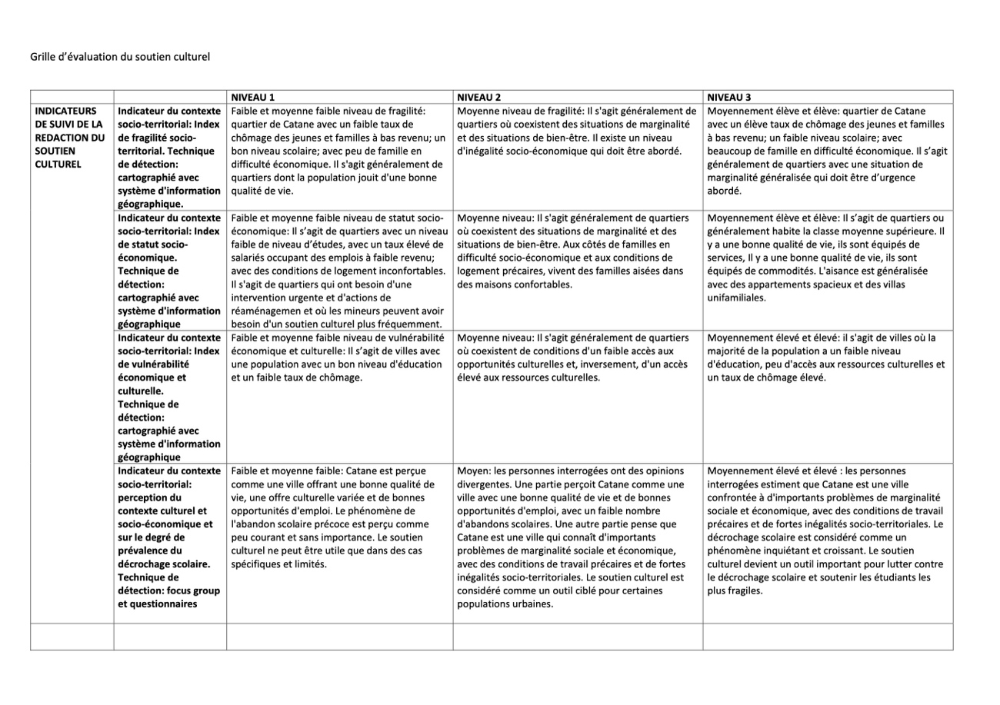 Grille d'évaluation du soutien culturel
NIVEAU 1
NIVEAU 2
NIVEAU 3
INDICATEURS
DE SUIVI DE LA
REDACTION DU
SOUTIEN
CULTUREL
Indicateur du contexte
socio-territorial: Index
de fragilité socio-
territorial. Technique
de détection:
cartographié avec
système d'information
géographique.
Faible et moyenne faible niveau de fragilité:
quartier de Catane avec un faible taux de
chômage des jeunes et familles à bas revenu; un
bon niveau scolaire; avec peu de famille en
difficulté économique. Il s'agit généralement de
quartiers dont la population jouit d'une bonne
qualité de vie.
Moyenne niveau de fragilité: Il s'agit généralement de
quartiers où coexistent des situations de marginalité
et des situations de bien-être. Il existe un niveau
d'inégalité socio-économique qui doit être abordé.
Moyennement élève et élève: quartier de Catane
avec un élève taux de chômage des jeunes et familles
à bas revenu; un faible niveau scolaire; avec
beaucoup de famille en difficulté économique. Il s’agit
généralement de quartiers avec une situation de
marginalité généralisée qui doit être d’urgence
abordé.
Indicateur du contexte
socio-territorial: Index
de statut socio-
économique.
Technique de
détection:
cartographié avec
système d'information
géographique
Faible et moyenne faible niveau de statut socio-
économique: Il s’agit de quartiers avec un niveau
faible de niveau d’études, avec un taux élevé de
salariés occupant des emplois à faible revenu;
avec des conditions de logement inconfortables.
Il s'agit de quartiers qui ont besoin d'une
intervention urgente et d'actions de
réaménagemen et où les mineurs peuvent avoir
besoin d'un soutien culturel plus fréquemment.
Moyenne niveau: Il s'agit généralement de quartiers
où coexistent des situations de marginalité et des
situations de bien-être. Aux côtés de familles en
difficulté socio-économique et aux conditions de
logement précaires, vivent des familles aisées dans
des maisons confortables.
Moyennement élève et élève: Il s’agit de quartiers ou
généralement habite la classe moyenne supérieure. Il
y a une bonne qualité de vie, ils sont équipés de
services, Il y a une bonne qualité de vie, ils sont
équipés de commodités. L'aisance est généralisée
avec des appartements spacieux et des villas
unifamiliales.
Indicateur du contexte
socio-territorial: Index
de vulnérabilité
économique et
culturelle.
Technique de
détection:
cartographié avec
système d'information
géographique
Faible et moyenne faible niveau de vulnérabilité
économique et culturelle: Il s’agit de villes avec
une population avec un bon niveau d'éducation
et un faible taux de chômage.
Moyenne niveau: Il s'agit généralement de quartiers
où coexistent de conditions d'un faible accès aux
opportunités culturelles et, inversement, d'un accès
élevé aux ressources culturelles.
Moyennement élevé et élevé: il s'agit de villes où la
majorité de la population a un faible niveau
d'éducation, peu d'accès aux ressources culturelles et
un taux de chômage élevé.
Indicateur du contexte
socio-territorial:
perception du
contexte culturel et
socio-économique et
sur le degré de
prévalence du
décrochage scolaire.
Technique de
détection: focus group
et questionnaires
Faible et moyenne faible: Catane est perçue
comme une ville offrant une bonne qualité de
vie, une offre culturelle variée et de bonnes
opportunités d'emploi. Le phénomène de
l'abandon scolaire précoce est perçu comme
peu courant et sans importance. Le soutien
culturel ne peut être utile que dans des cas
spécifiques et limités.
Moyen: les personnes interrogées ont des opinions
divergentes. Une partie perçoit Catane comme une
ville avec une bonne qualité de vie et de bonnes
opportunités d'emploi, avec un faible nombre
d'abandons scolaires. Une autre partie pense que
Catane est une ville qui connaît d'importants
problèmes de marginalité sociale et économique,
avec des conditions de travail précaires et de fortes
inégalités socio-territoriales. Le soutien culturel est
considéré comme un outil ciblé pour certaines
populations urbaines.
Moyennement élevé et élevé : les personnes
interrogées estiment que Catane est une ville
confrontée à d'importants problèmes de marginalité
sociale et économique, avec des conditions de travail
précaires et de fortes inégalités socio-territoriales. Le
décrochage scolaire est considéré comme un
phénomène inquiétant et croissant. Le soutien
culturel devient un outil important pour lutter contre
le décrochage scolaire et soutenir les étudiants les
plus fragiles.